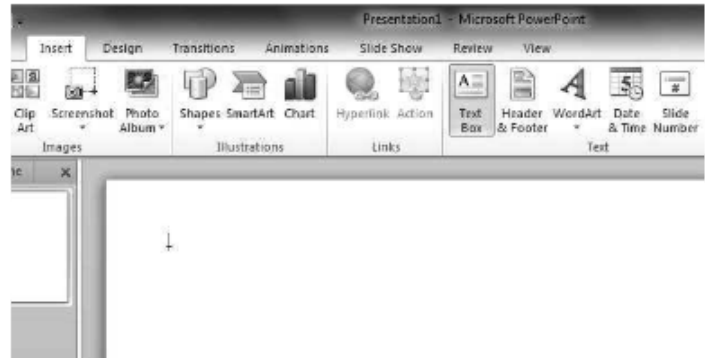 Presentation1 - Microsoft PowerPoint
Insert Design Transitions Animations Slide Show Review View
Clip Art Screenshot Photo Album Shapes SmartArt Chart Hyperlink Action Text Box Header & Footer WordArt Date & Time Slide Number
Images Illustrations Links Text